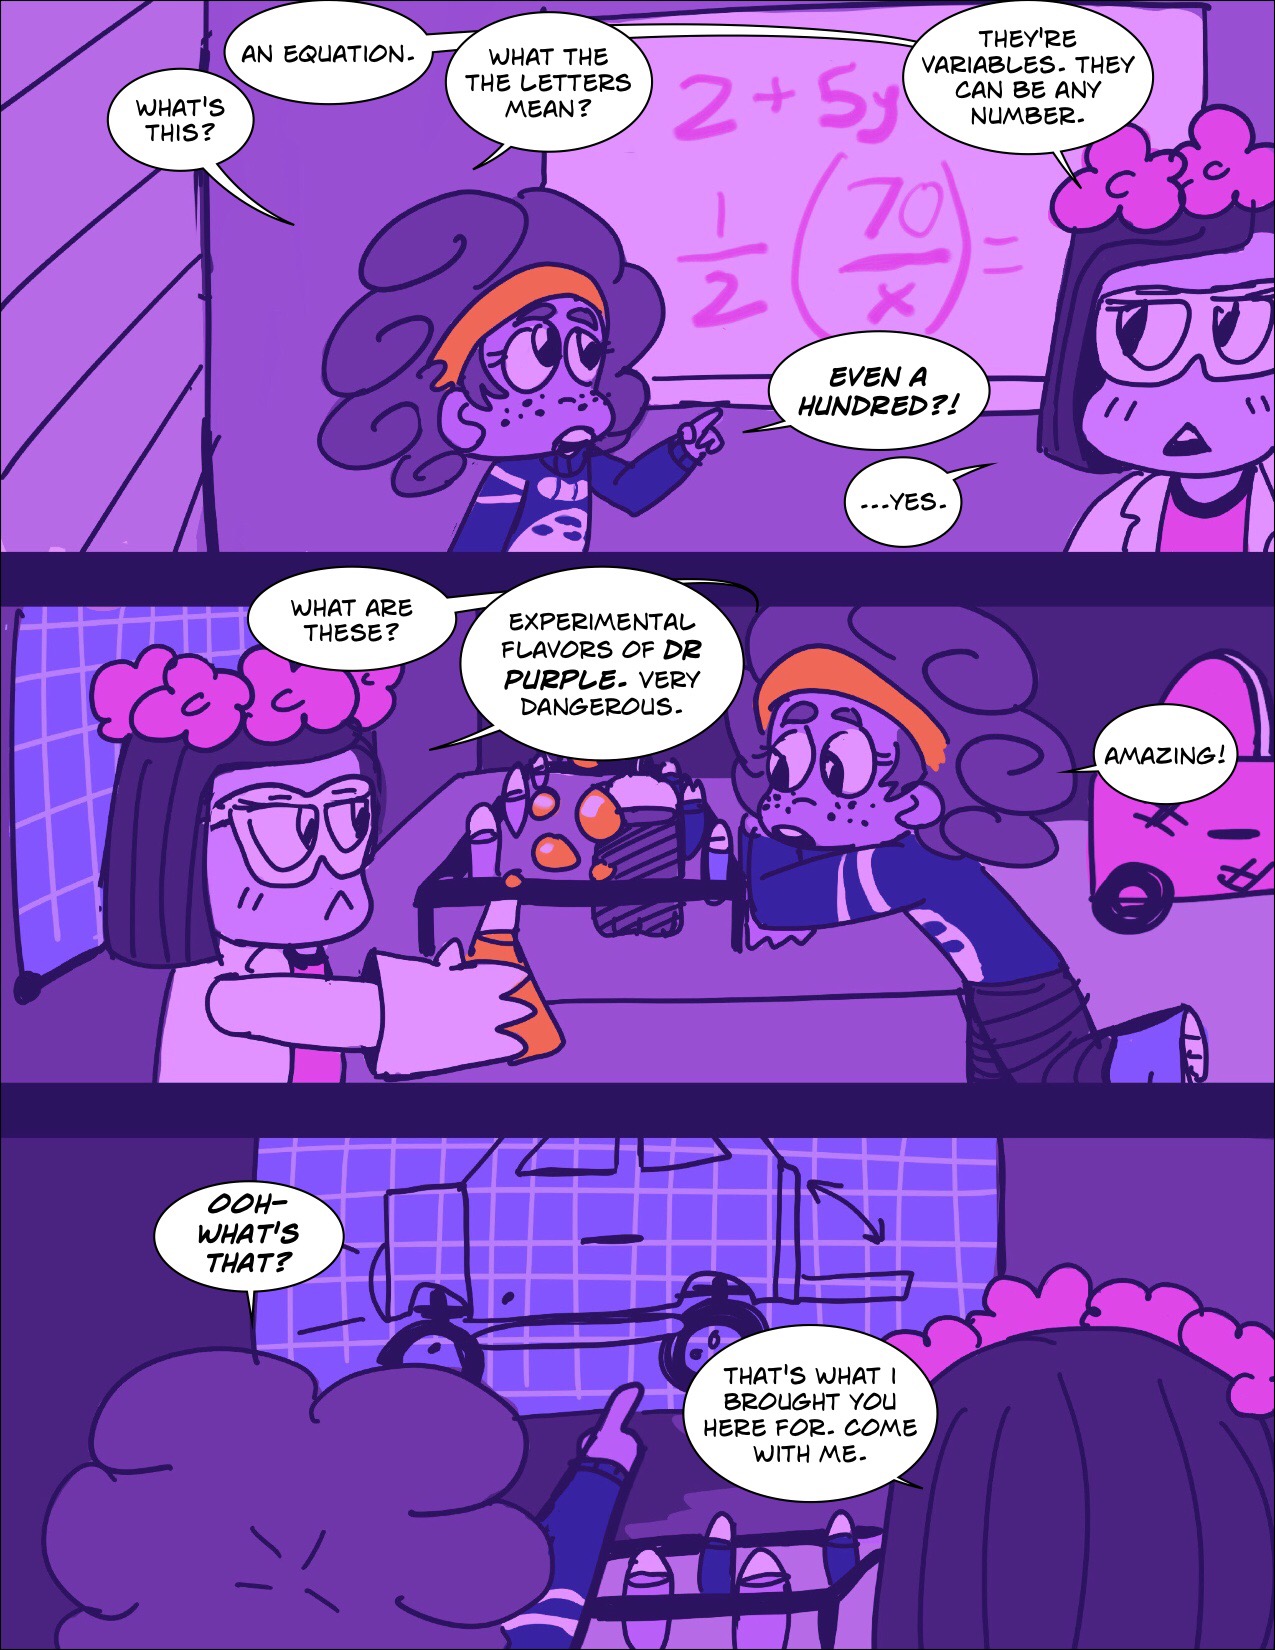 WHAT'S
THIS?
AN EQUATION.
WHAT THE
THE LETTERS
MEAN?
THEY'RE
VARIABLES. THEY
CAN BE ANY
NUMBER.
2 + 5y
1/2 (70/x) =
EVEN A
HUNDRED?!
...YES.
WHAT ARE
THESE?
EXPERIMENTAL
FLAVORS OF DR
PURPLE. VERY
DANGEROUS.
AMAZING!
OOH-
WHAT'S
THAT?
THAT'S WHAT I
BROUGHT YOU
HERE FOR. COME
WITH ME.